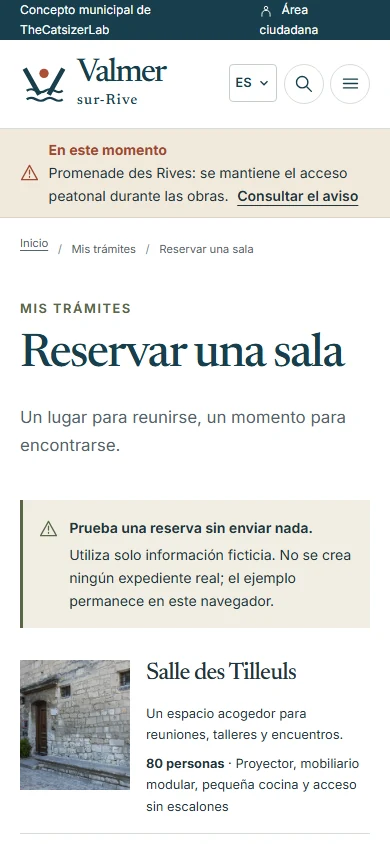 Concepto municipal de
TheCatsizerLab
Área
ciudadana
Valmer
sur-Rive
ES
En este momento
Promenade des Rives: se mantiene el acceso
peatonal durante las obras. Consultar el aviso
Inicio / Mis trámites / Reservar una sala
MIS TRÁMITES
Reservar una sala
Un lugar para reunirse, un momento para
encontrarse.
Prueba una reserva sin enviar nada.
Utiliza solo información ficticia. No se crea
ningún expediente real; el ejemplo
permanece en este navegador.
Salle des Tilleuls
Un espacio acogedor para
reuniones, talleres y encuentros.
80 personas · Proyector, mobiliario
modular, pequeña cocina y acceso
sin escalones